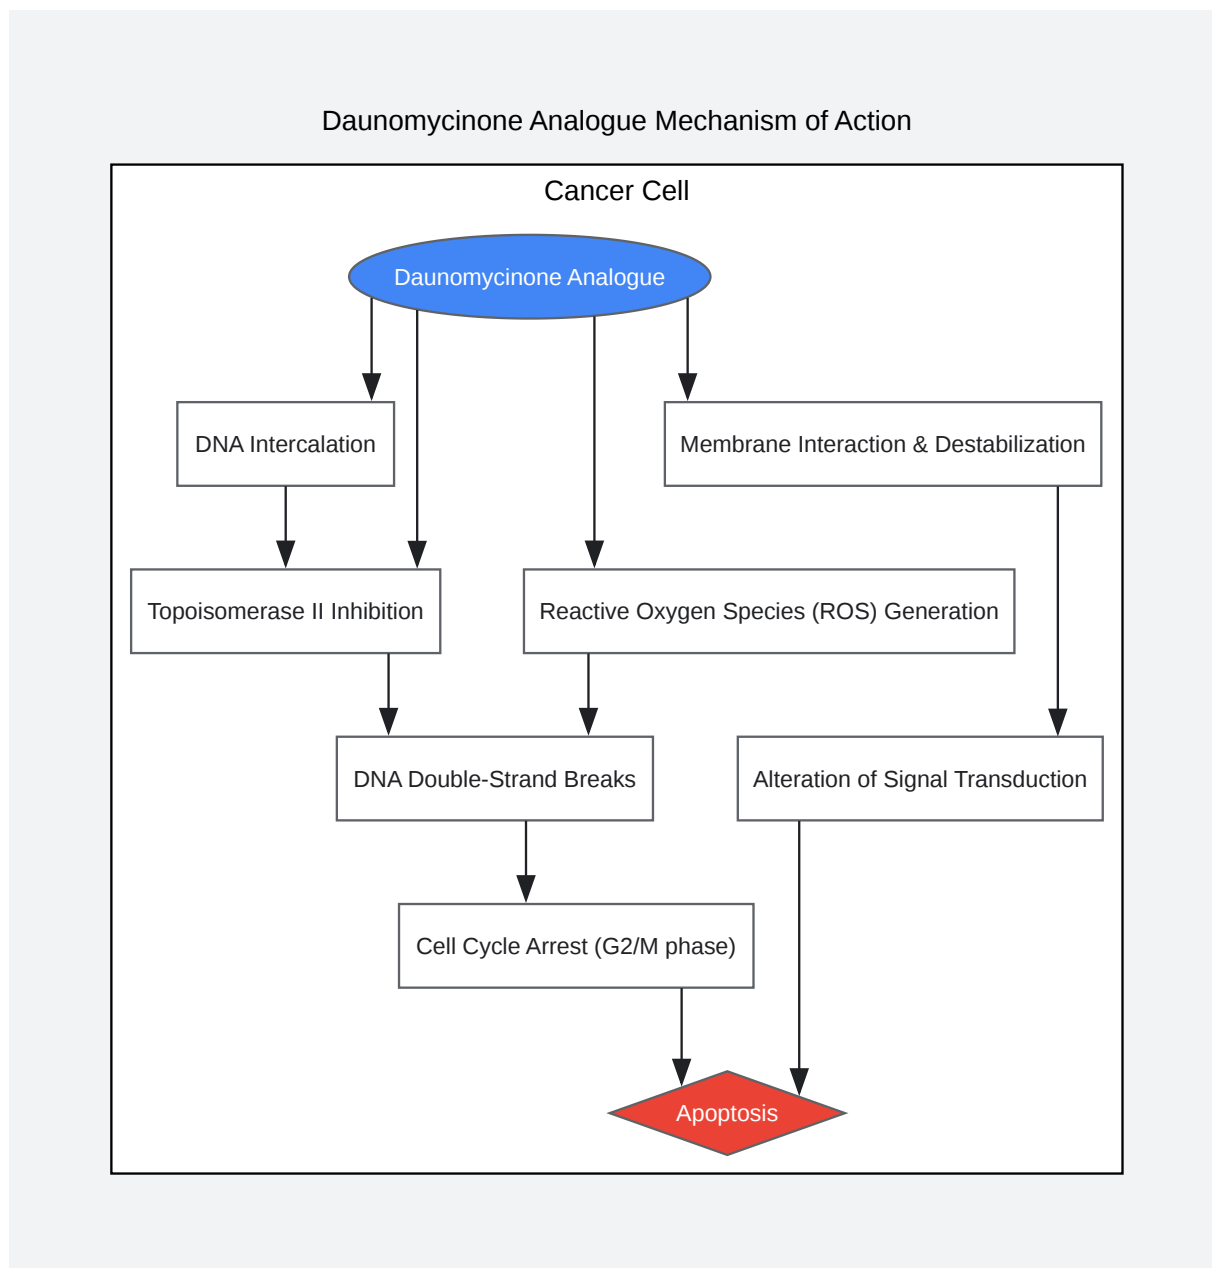 Daunomycinone Analogue Mechanism of Action
Cancer Cell
Daunomycinone Analogue
DNA Intercalation
Membrane Interaction & Destabilization
Topoisomerase II Inhibition
Reactive Oxygen Species (ROS) Generation
DNA Double-Strand Breaks
Alteration of Signal Transduction
Cell Cycle Arrest (G2/M phase)
Apoptosis